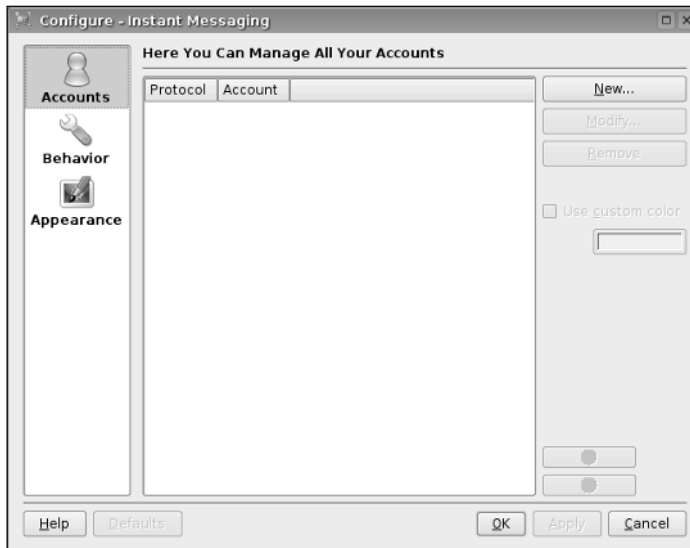 Configure - Instant Messaging
Accounts
Behavior
Appearance
Here You Can Manage All Your Accounts
Protocol Account
New...
Modify...
Remove
Use custom color
Help Defaults OK Apply Cancel